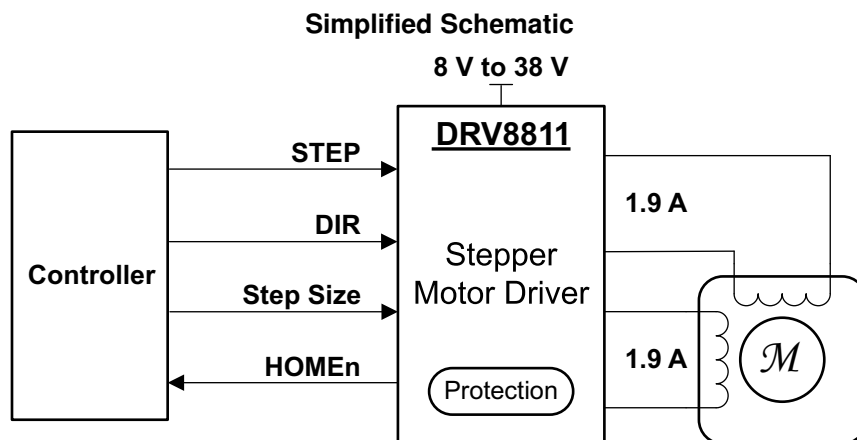 Simplified Schematic
8 V to 38 V
DRV8811
STEP
1.9 A
DIR
Controller
Stepper
Motor Driver
Step Size
HOMEn
1.9 A
M
Protection